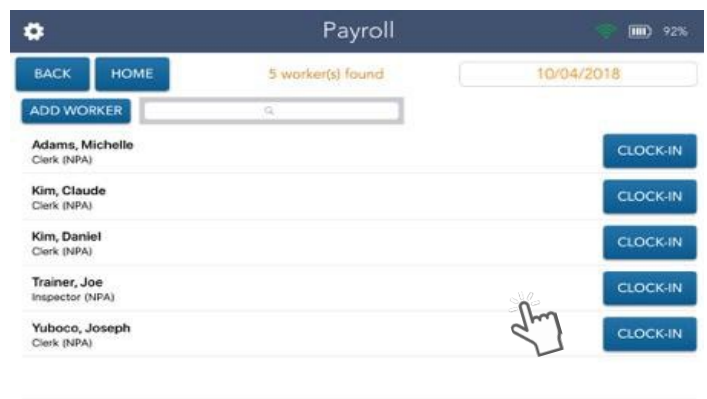 Payroll
92%
BACK HOME 5 worker(s) found 10/04/2018
ADD WORKER
Adams, Michelle
Clerk (NPA)
CLOCK-IN
Kim, Claude
Clerk (NPA)
CLOCK-IN
Kim, Daniel
Clerk (NPA)
CLOCK-IN
Trainer, Joe
Inspector (NPA)
CLOCK-IN
Yuboco, Joseph
Clerk (NPA)
CLOCK-IN